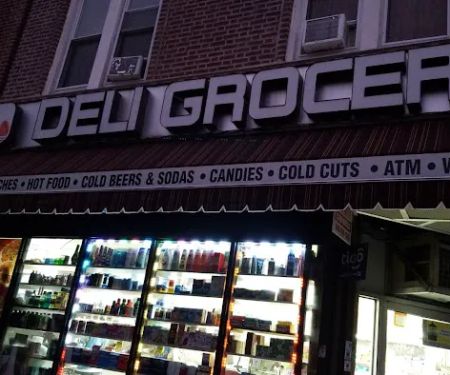 DELI GROCER
CHES • HOT FOOD • COLD BEERS & SODAS • CANDIES • COLD CUTS • ATM • W